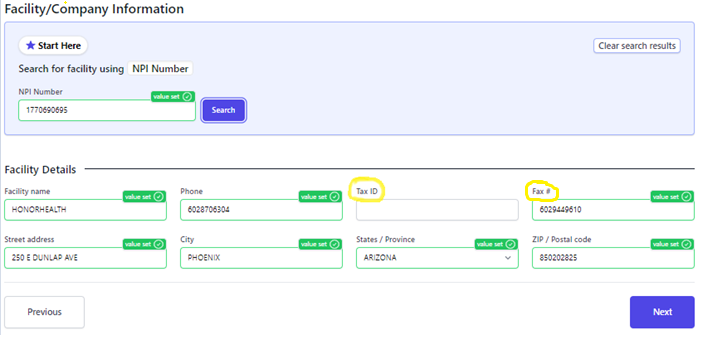 Facility/Company Information
Start Here
Clear search results
Search for facility using NPI Number
NPI Number
value set
1770690695
Search
Facility Details
Facility name
value set
Phone
value set
Tax ID
Fax #
value set
HONORHEALTH
6028706304
6029449610
Street address
value set
City
value set
States / Province
value set
ZIP / Postal code
value set
250 E DUNLAP AVE
PHOENIX
ARIZONA
850202825
Previous
Next